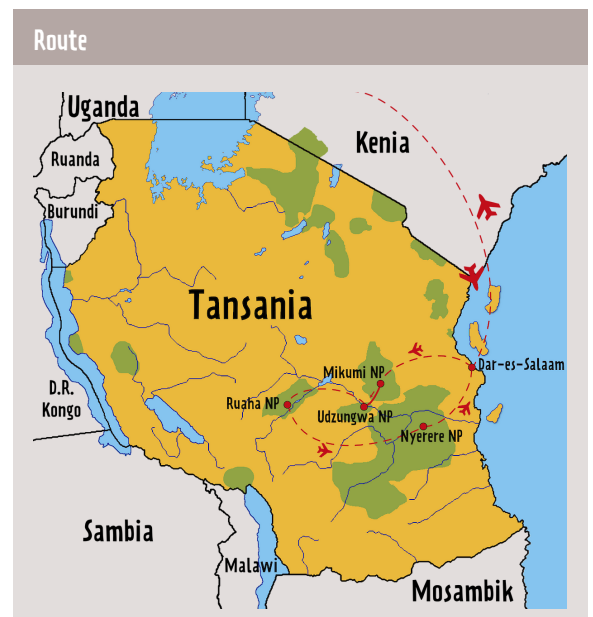 Route
Uganda
Kenia
Ruanda
Burundi
Tansania
Dar-es-Salaam
Mikumi NP
D.R.
Kongo
Ruaha NP
Udzungwa NP
Nyerere NP
Sambia
Malawi
Mosambik